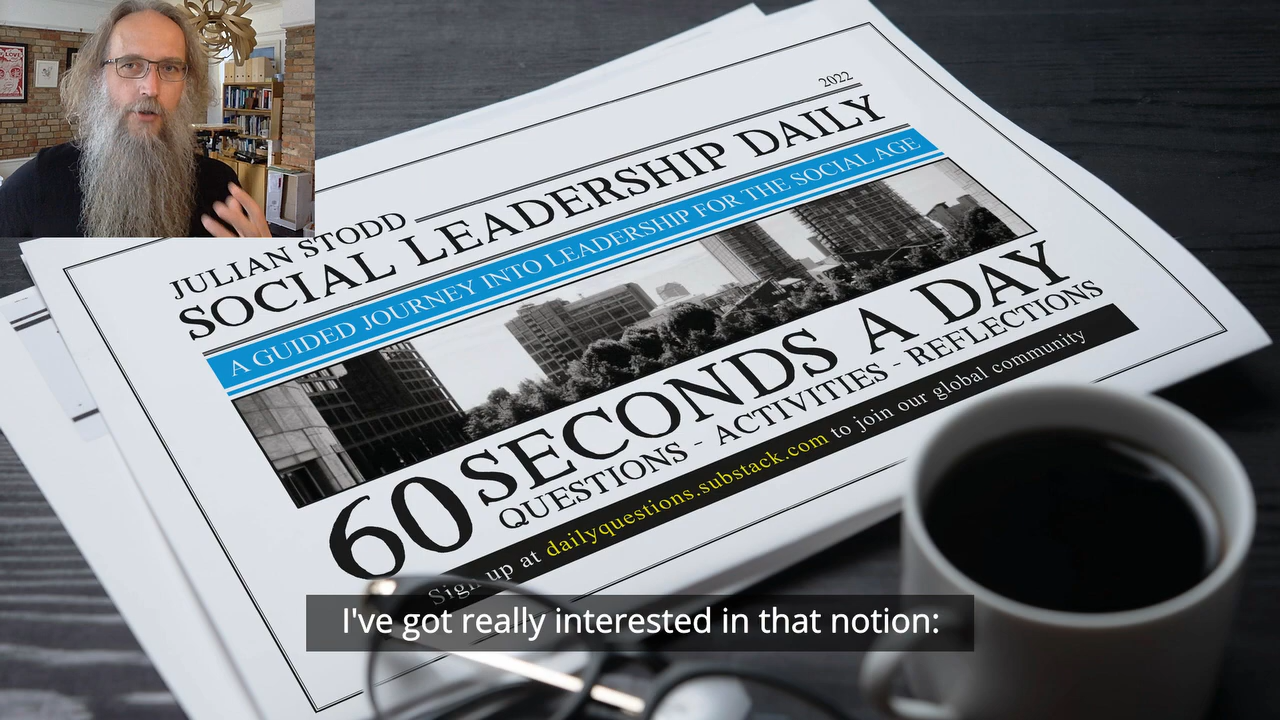 2022
JULIAN STODD
SOCIAL LEADERSHIP DAILY
A GUIDED JOURNEY INTO LEADERSHIP FOR THE SOCIAL AGE
60 SECONDS A DAY
QUESTIONS - ACTIVITIES - REFLECTIONS
Sign up at dailyquestions.substack.com to join our global community
I've got really interested in that notion: